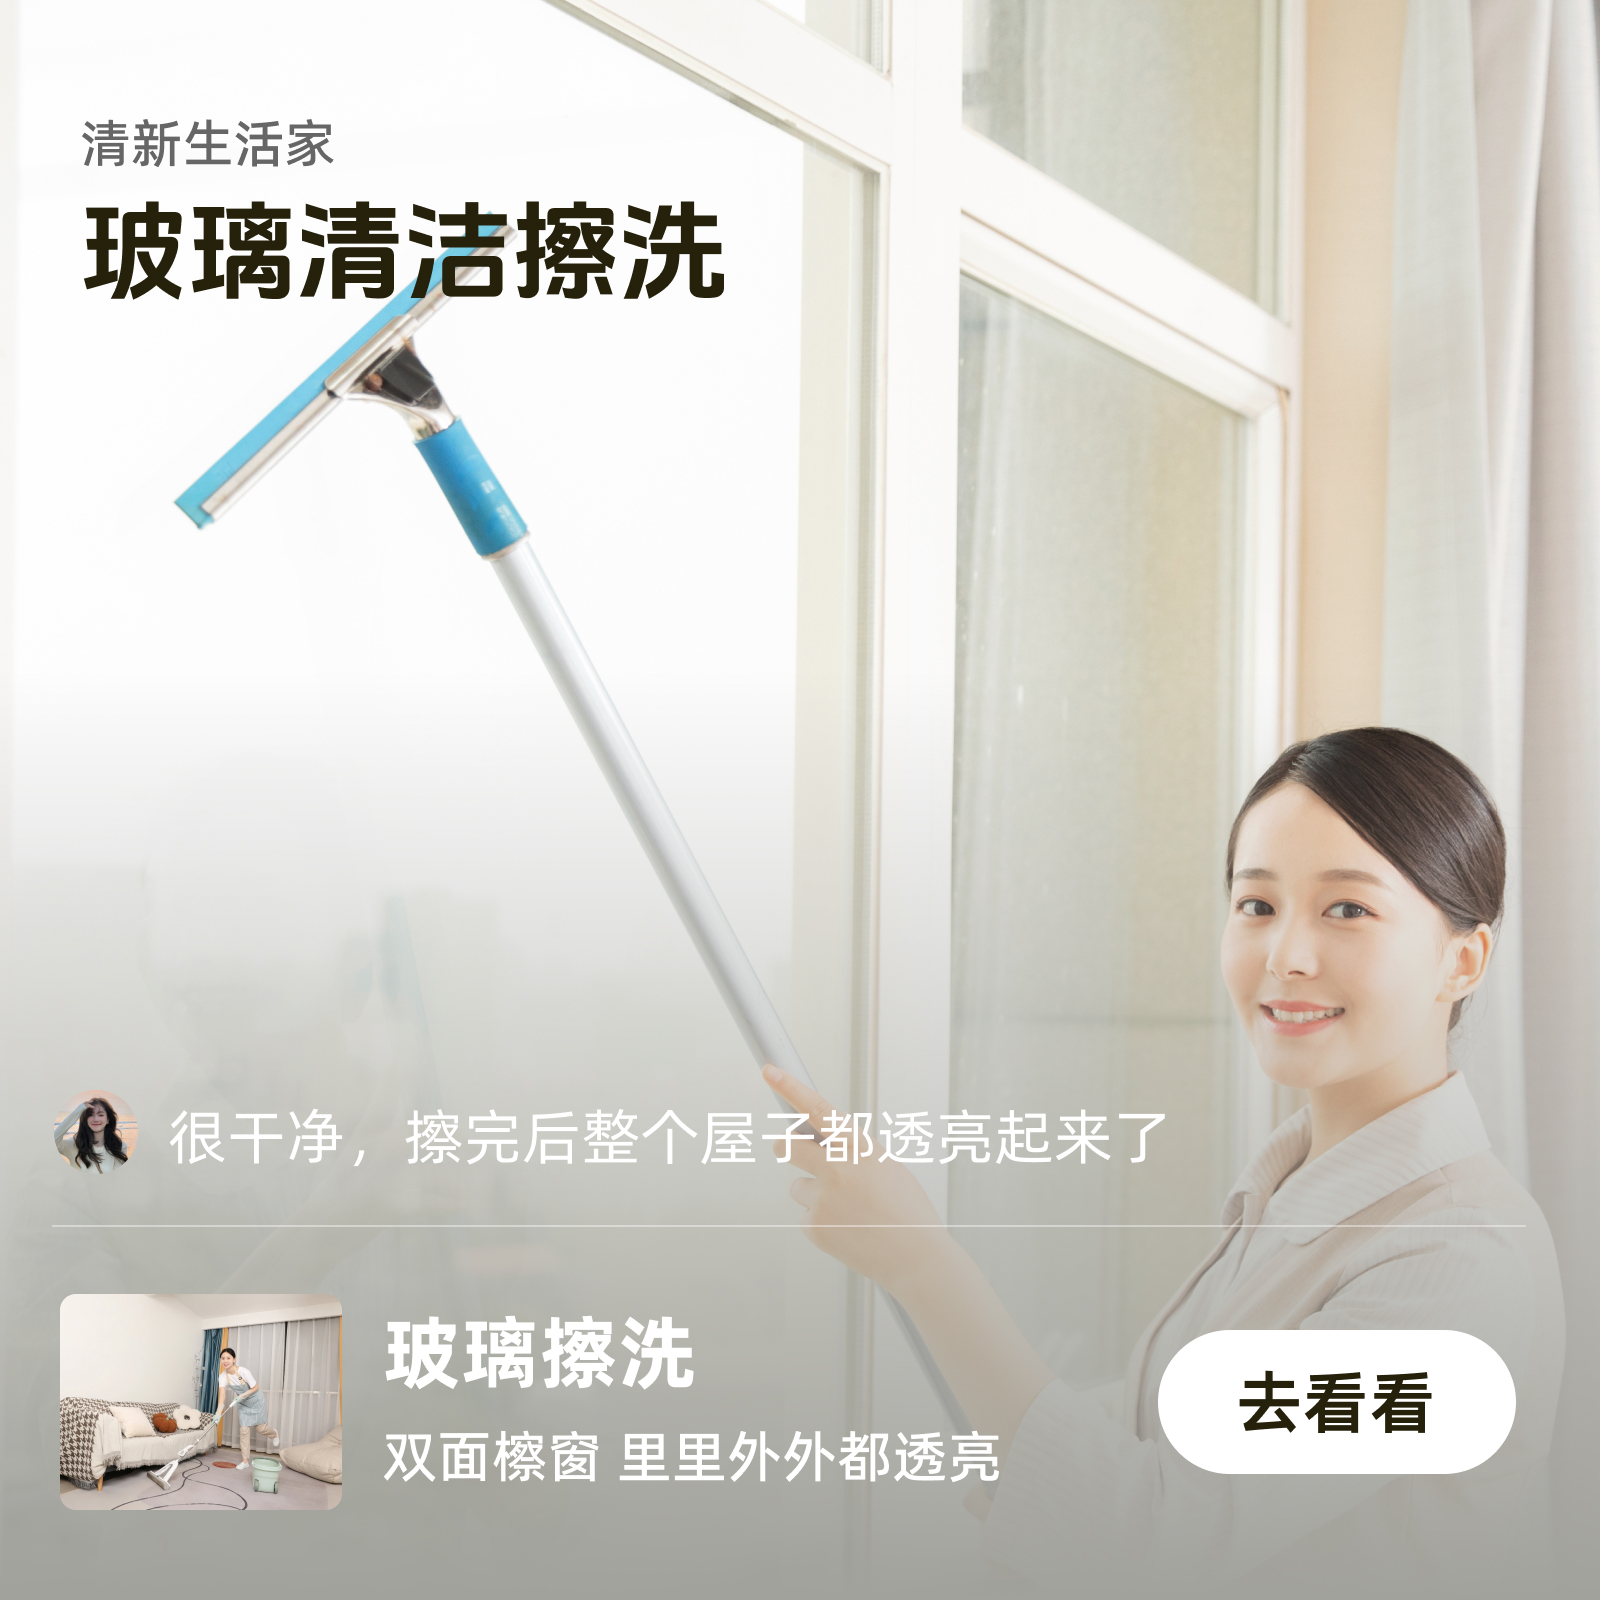 清新生活家
玻璃清洁擦洗
很干净，擦完后整个屋子都透亮起来了
玻璃擦洗
双面檫窗 里里外外都透亮
去看看